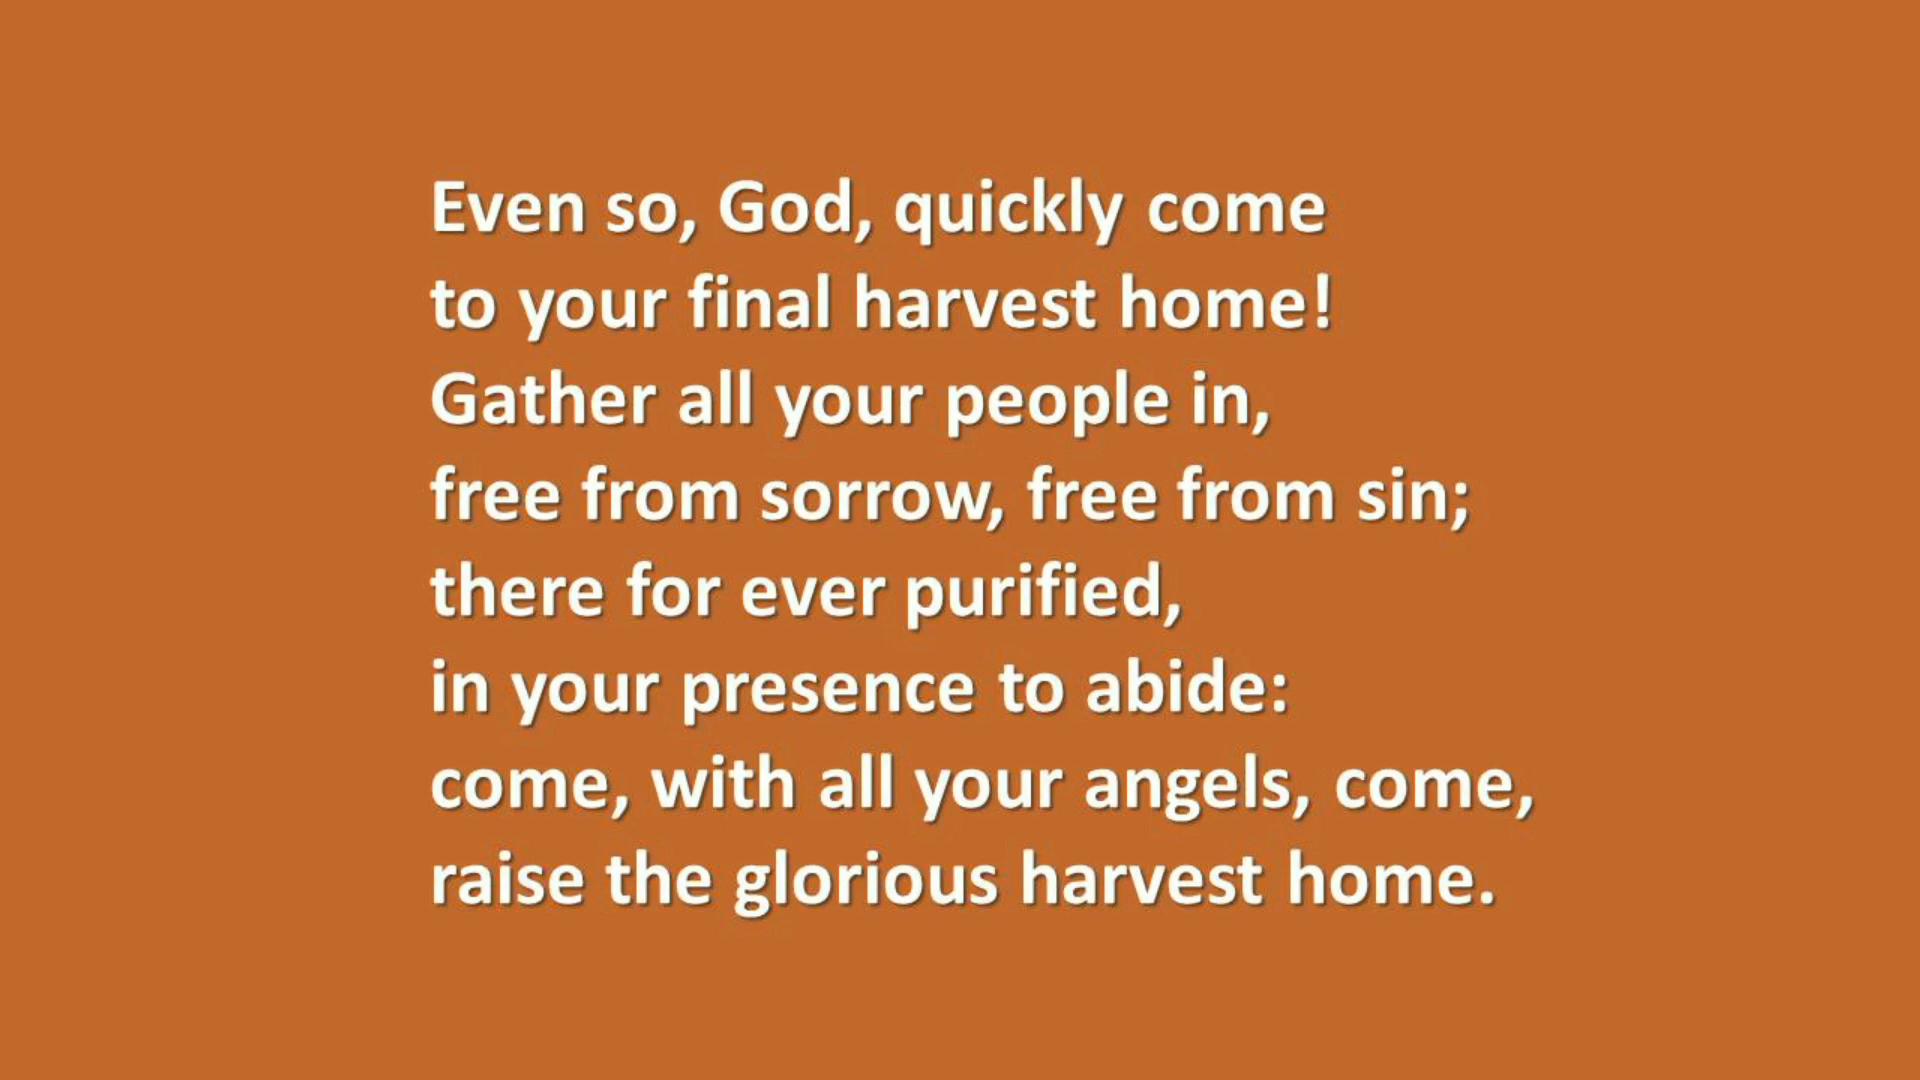 Even so, God, quickly come
to your final harvest home!
Gather all your people in,
free from sorrow, free from sin;
there for ever purified,
in your presence to abide:
come, with all your angels, come,
raise the glorious harvest home.